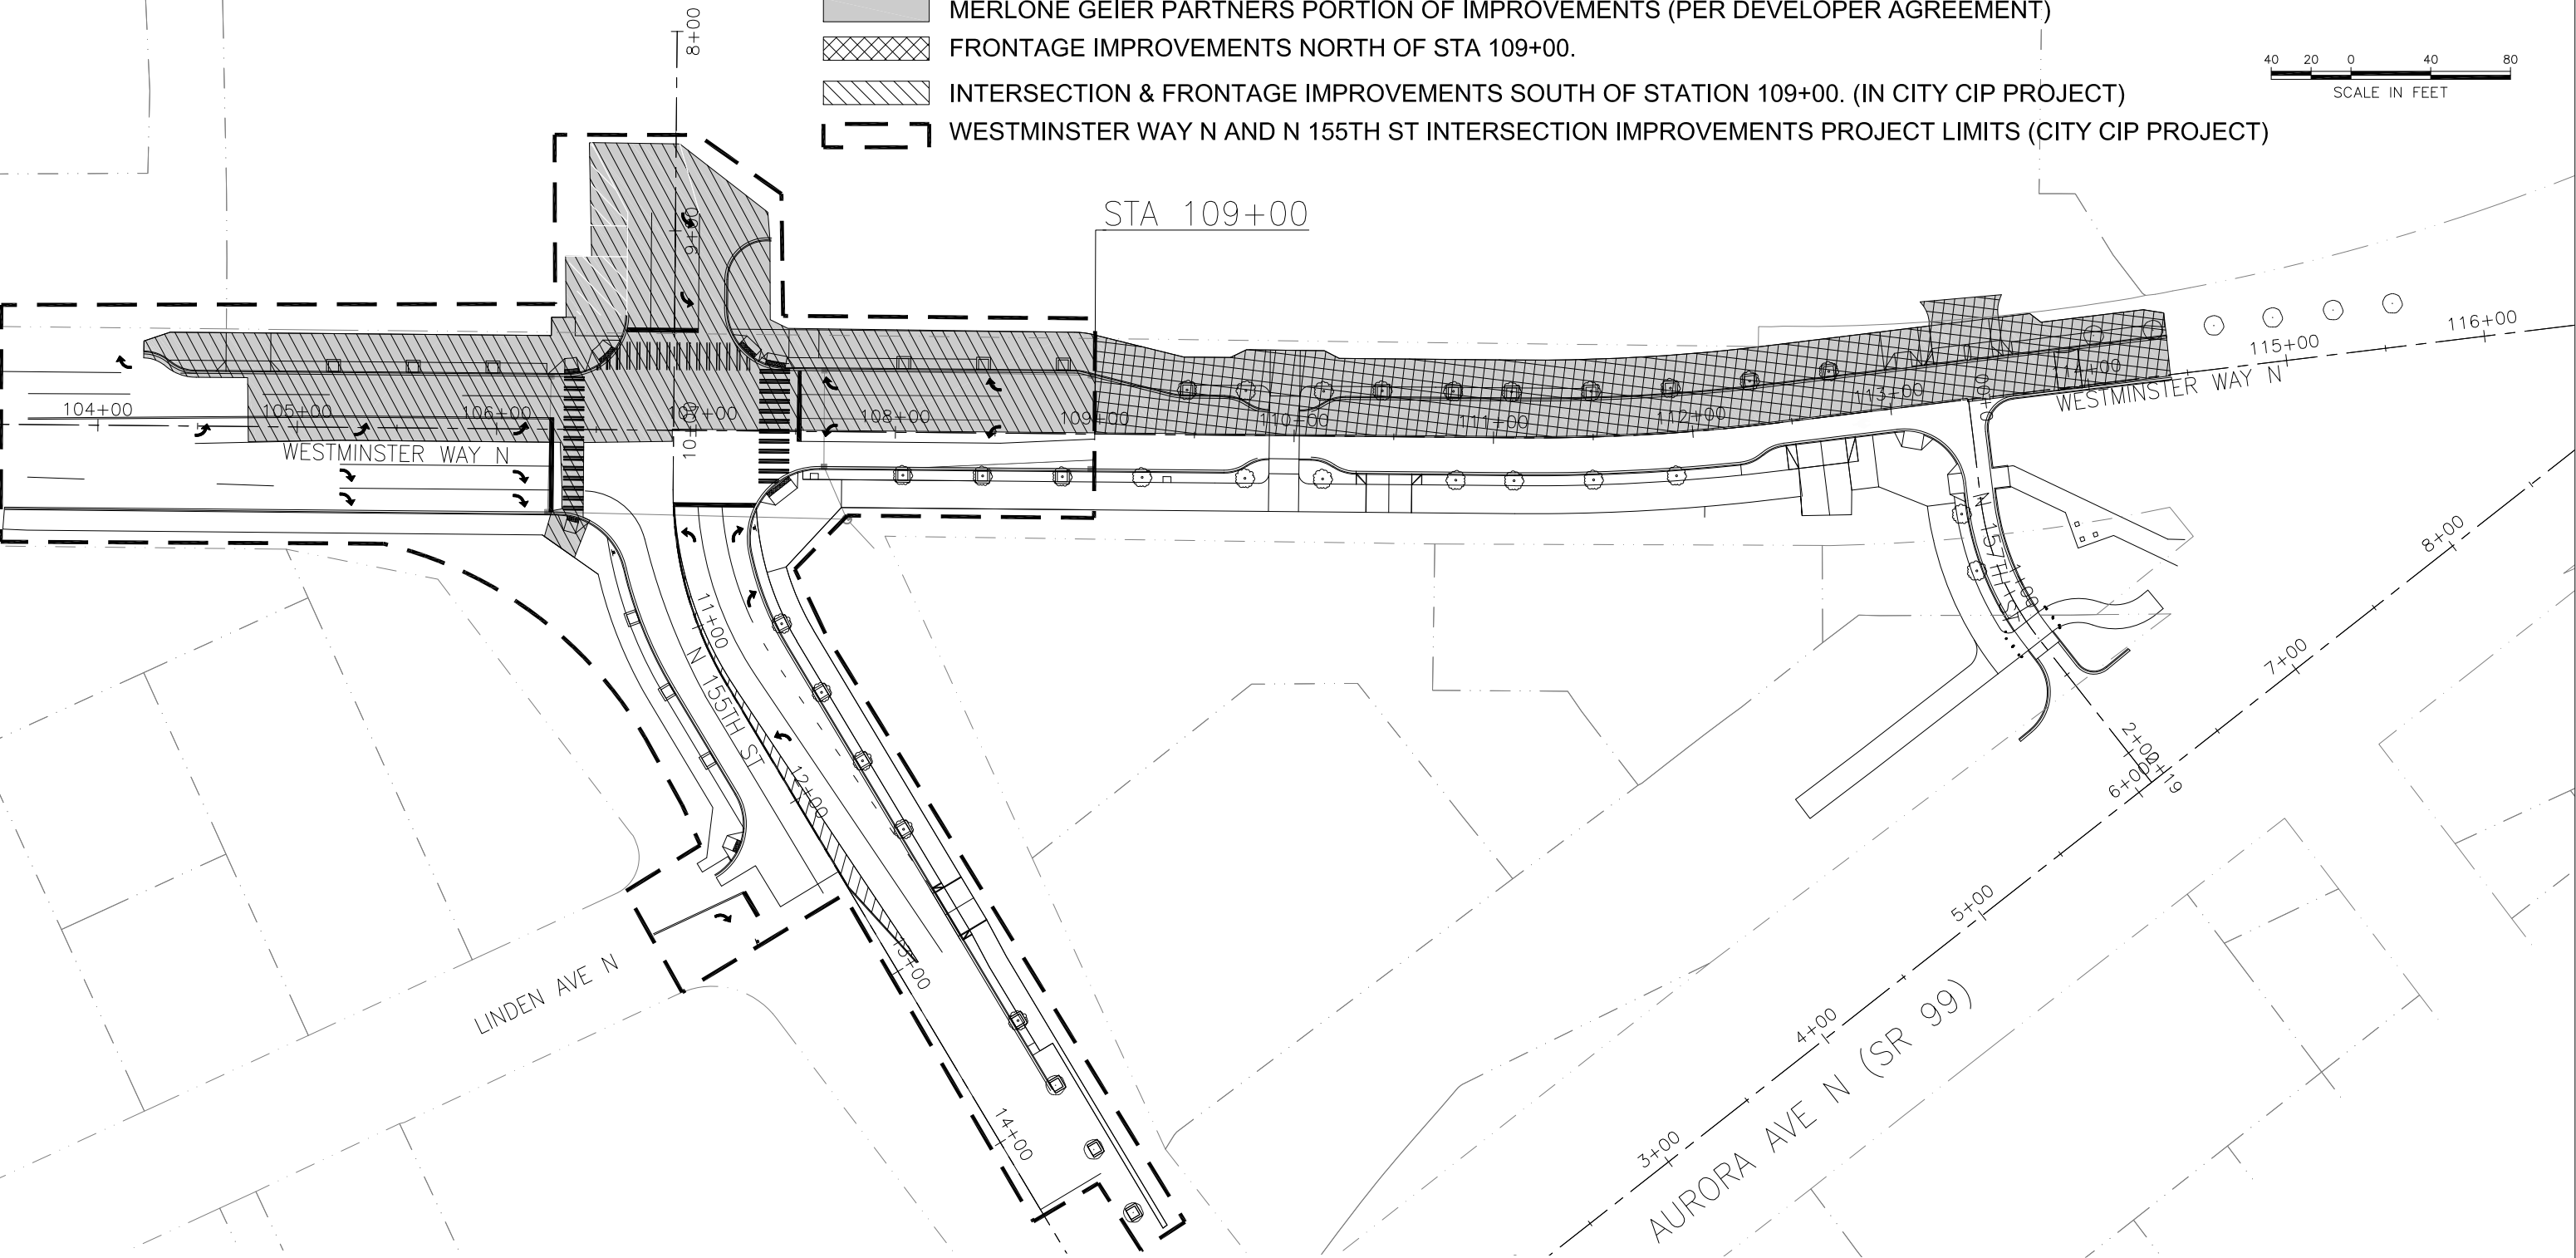 MERLONE GEIER PARTNERS PORTION OF IMPROVEMENTS (PER DEVELOPER AGREEMENT)
FRONTAGE IMPROVEMENTS NORTH OF STA 109+00.
INTERSECTION & FRONTAGE IMPROVEMENTS SOUTH OF STATION 109+00. (IN CITY CIP PROJECT)
WESTMINSTER WAY N AND N 155TH ST INTERSECTION IMPROVEMENTS PROJECT LIMITS (CITY CIP PROJECT)
40 20 0 40 80
SCALE IN FEET
8+00
9+00
STA 109+00
104+00
105+00
106+00
107+00
108+00
109+00
110+00
111+00
112+00
113+00
114+00
115+00
116+00
10+00
0+00
WESTMINSTER WAY N
WESTMINSTER WAY N
N 157TH ST
1+00
2+00
2+19
11+00
N 155TH ST
12+00
13+00
14+00
LINDEN AVE N
8+00
7+00
6+00
5+00
4+00
3+00
AURORA AVE N (SR 99)